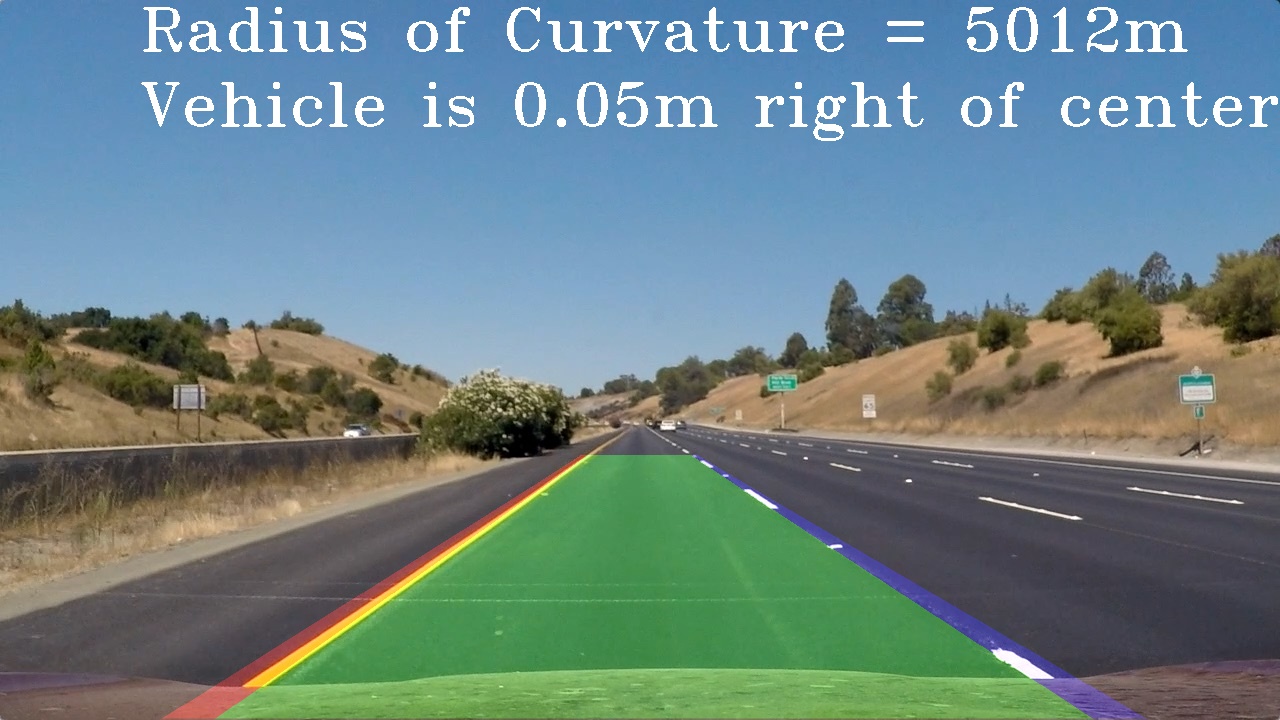 Radius of Curvature = 5012m
Vehicle is 0.05m right of center